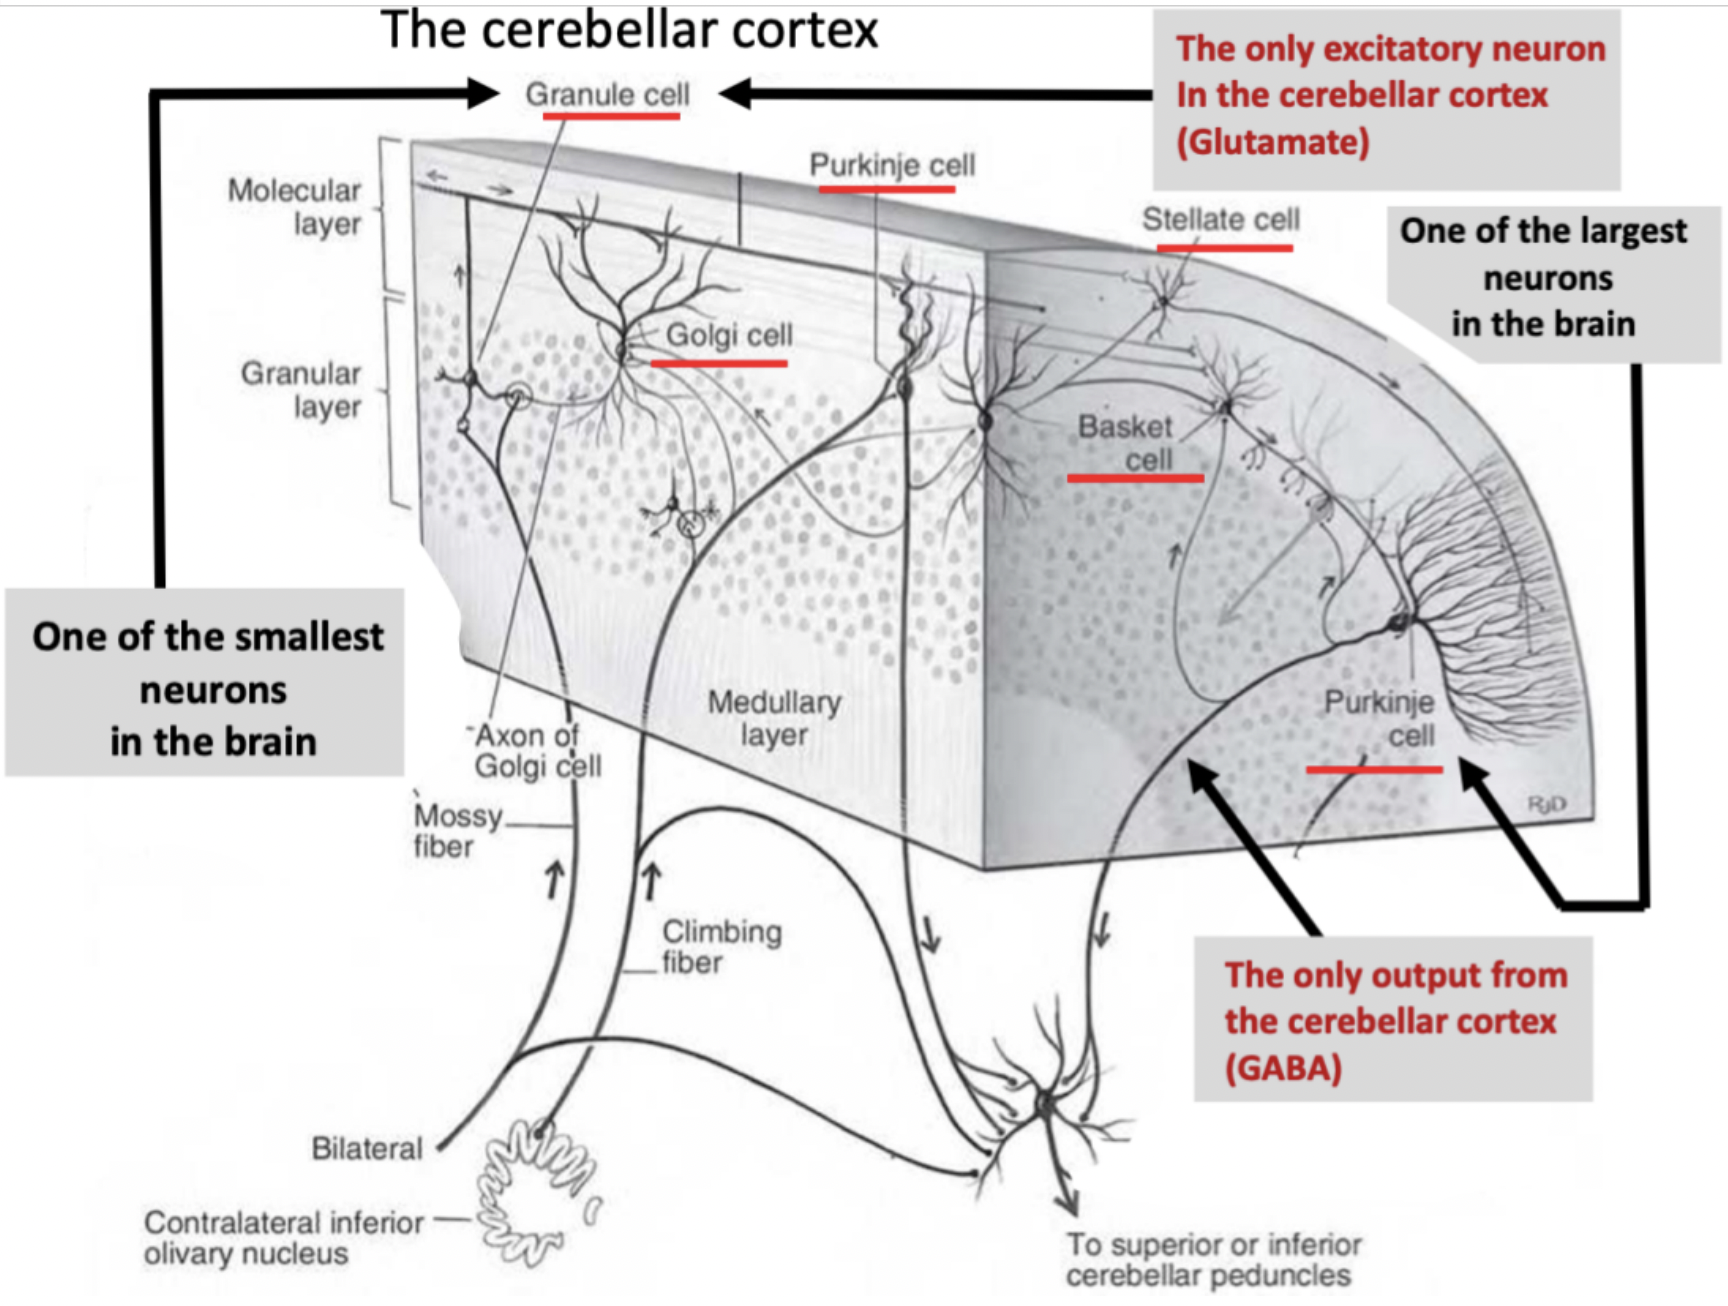 The cerebellar cortex
The only excitatory neuron
In the cerebellar cortex
(Glutamate)
Granule cell
Purkinje cell
Molecular
layer
Stellate cell
One of the largest
neurons
in the brain
Golgi cell
Granular
layer
Basket
cell
One of the smallest
neurons
in the brain
Medullary
layer
Purkinje
cell
Axon of
Golgi cell
Mossy
fiber
RJD
Climbing
fiber
The only output from
the cerebellar cortex
(GABA)
Bilateral
Contralateral inferior
olivary nucleus
To superior or inferior
cerebellar peduncles